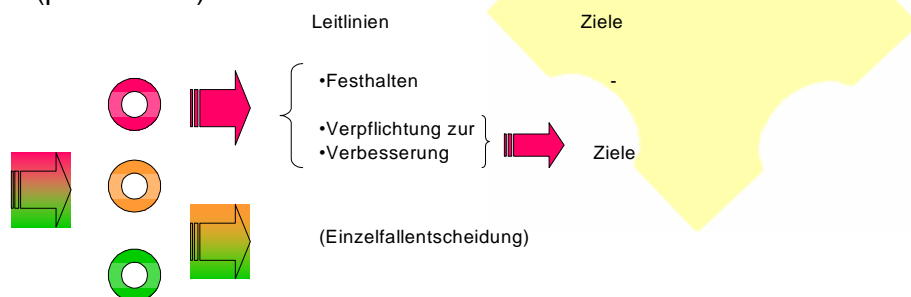 Leitlinien Ziele
•Festhalten -
•Verpflichtung zur
•Verbesserung Ziele
(Einzelfallentscheidung)